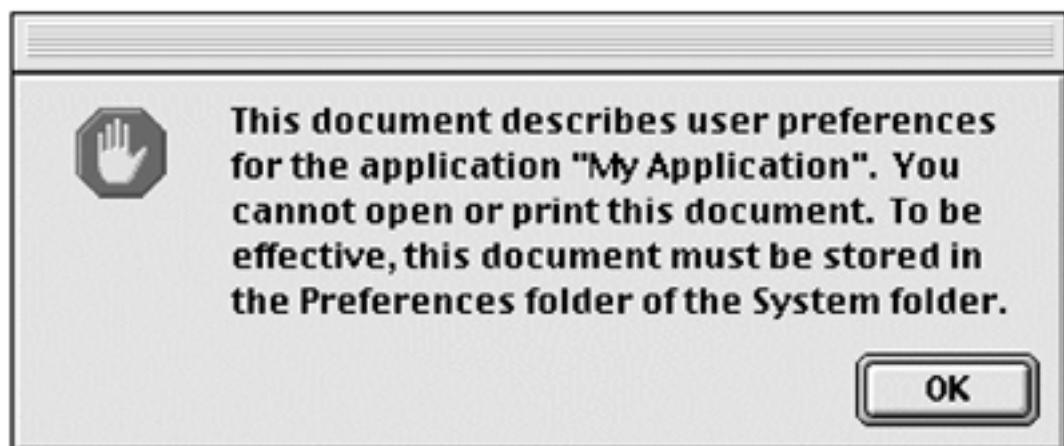 This document describes user preferences
for the application "My Application". You
cannot open or print this document. To be
effective, this document must be stored in
the Preferences folder of the System folder.
OK